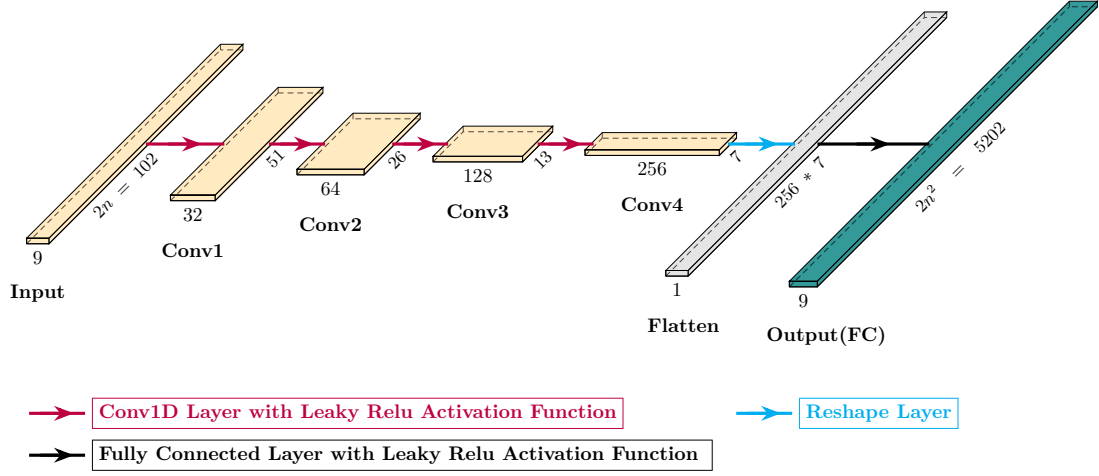 9
2n = 102
Input
32
51
Conv1
64
26
Conv2
128
13
Conv3
256
7
Conv4
1
256 * 7
Flatten
9
2n² = 5202
Output(FC)
Conv1D Layer with Leaky Relu Activation Function
Reshape Layer
Fully Connected Layer with Leaky Relu Activation Function